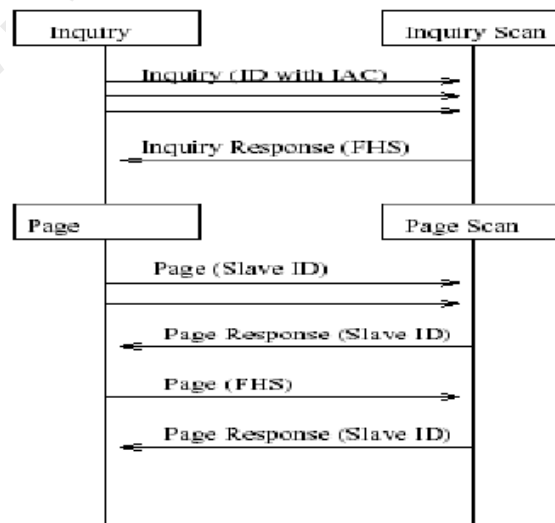 Inquiry
Inquiry Scan
Inquiry (ID with IAC)
Inquiry Response (FHS)
Page
Page Scan
Page (Slave ID)
Page Response (Slave ID)
Page (FHS)
Page Response (Slave ID)